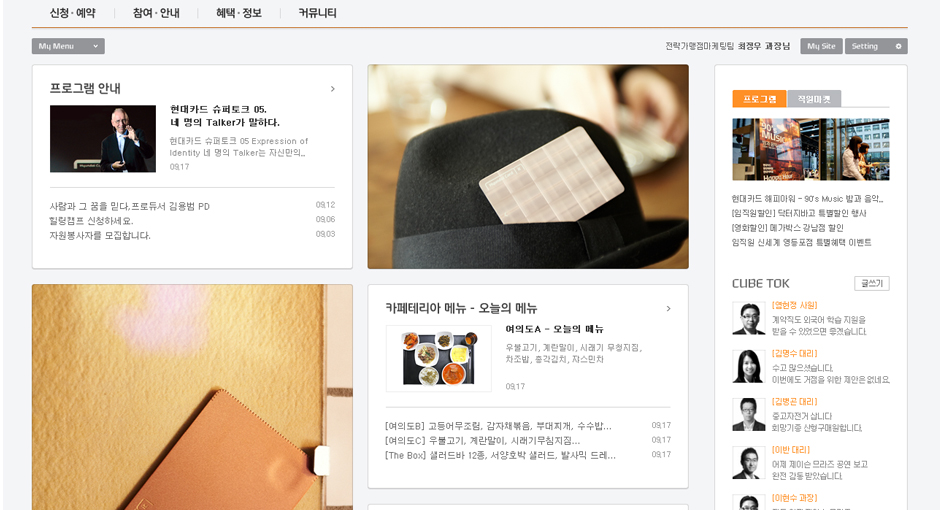 신청·예약
참여·안내
혜택·정보
커뮤니티
My Menu
전략가맹점마케팅팀 최정우 과장님
My Site
Setting
프로그램 안내
현대카드 슈퍼토크 05.
네 명의 Talker가 말하다.
현대카드 슈퍼토크 05 Expression of
Identity 네 명의 Talker는 자신만의...
09.17
사람과 그 꿈을 믿다,프로듀서 김용범 PD 09.12
힐링캠프 신청하세요. 09.06
자원봉사자를 모집합니다. 09.03
카페테리아 메뉴 - 오늘의 메뉴
여의도A - 오늘의 메뉴
우불고기, 계란말이, 시래기 무청지짐,
차조밥, 총각김치, 쟈스민차
09.17
[여의도B] 고등어무조림, 감자채볶음, 부대찌개, 수수밥... 09.17
[여의도C] 우불고기, 계란말이, 시래기무침지짐... 09.17
[The Box] 샐러드바 12종, 서양호박 샐러드, 발사믹 드레... 09.17
프로그램
직원마켓
90's
MUSIC
현대카드 해피아워 - 90's Music 밤과 음악...
[임직원할인] 닥터지바고 특별할인 행사
[영화할인] 메가박스 강남점 할인
임직원 신세계 영등포점 특별혜택 이벤트
CUBE TOK
글쓰기
[염현정 사원]
계약직도 외국어 학습 지원을
받을 수 있었으면 좋겠습니다.
[김명수 대리]
수고 많으셨습니다.
이번에도 거점을 위한 제안은 없네요.
[김병곤 대리]
중고자전거 삽니다
희망기종 신형구매일합니다.
[이반 대리]
어제 제이슨 므라즈 공연 보고
완전 감동 받았습니다.
[이현수 과장]